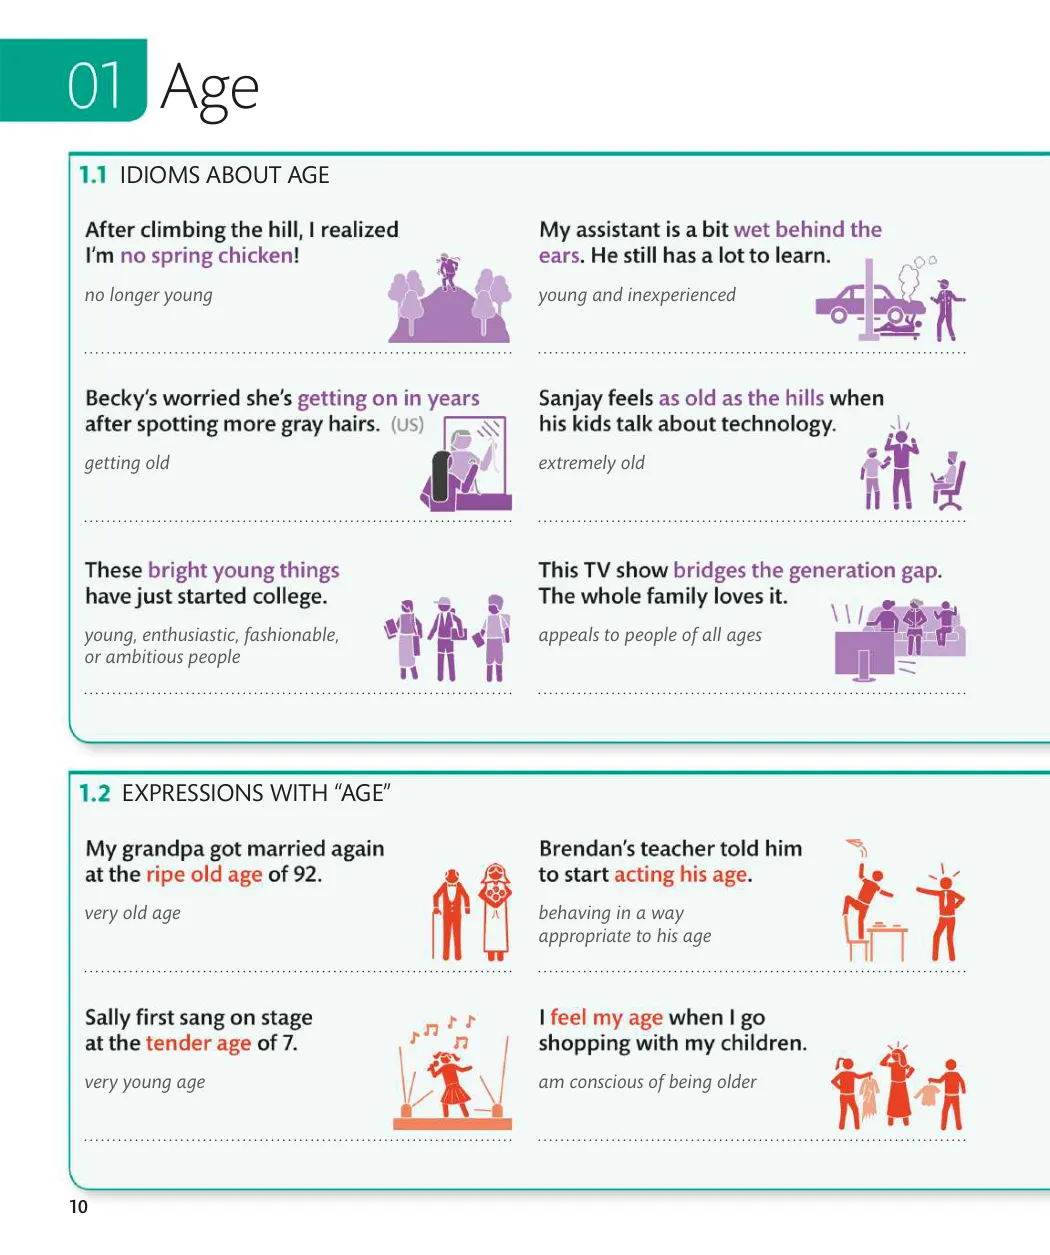 01 Age
1.1 IDIOMS ABOUT AGE
After climbing the hill, I realized
I'm no spring chicken!
no longer young
My assistant is a bit wet behind the
ears. He still has a lot to learn.
young and inexperienced
Becky's worried she's getting on in years
after spotting more gray hairs. (US)
getting old
Sanjay feels as old as the hills when
his kids talk about technology.
extremely old
These bright young things
have just started college.
young, enthusiastic, fashionable,
or ambitious people
This TV show bridges the generation gap.
The whole family loves it.
appeals to people of all ages
1.2 EXPRESSIONS WITH “AGE”
My grandpa got married again
at the ripe old age of 92.
very old age
Brendan's teacher told him
to start acting his age.
behaving in a way
appropriate to his age
Sally first sang on stage
at the tender age of 7.
very young age
I feel my age when I go
shopping with my children.
am conscious of being older
10